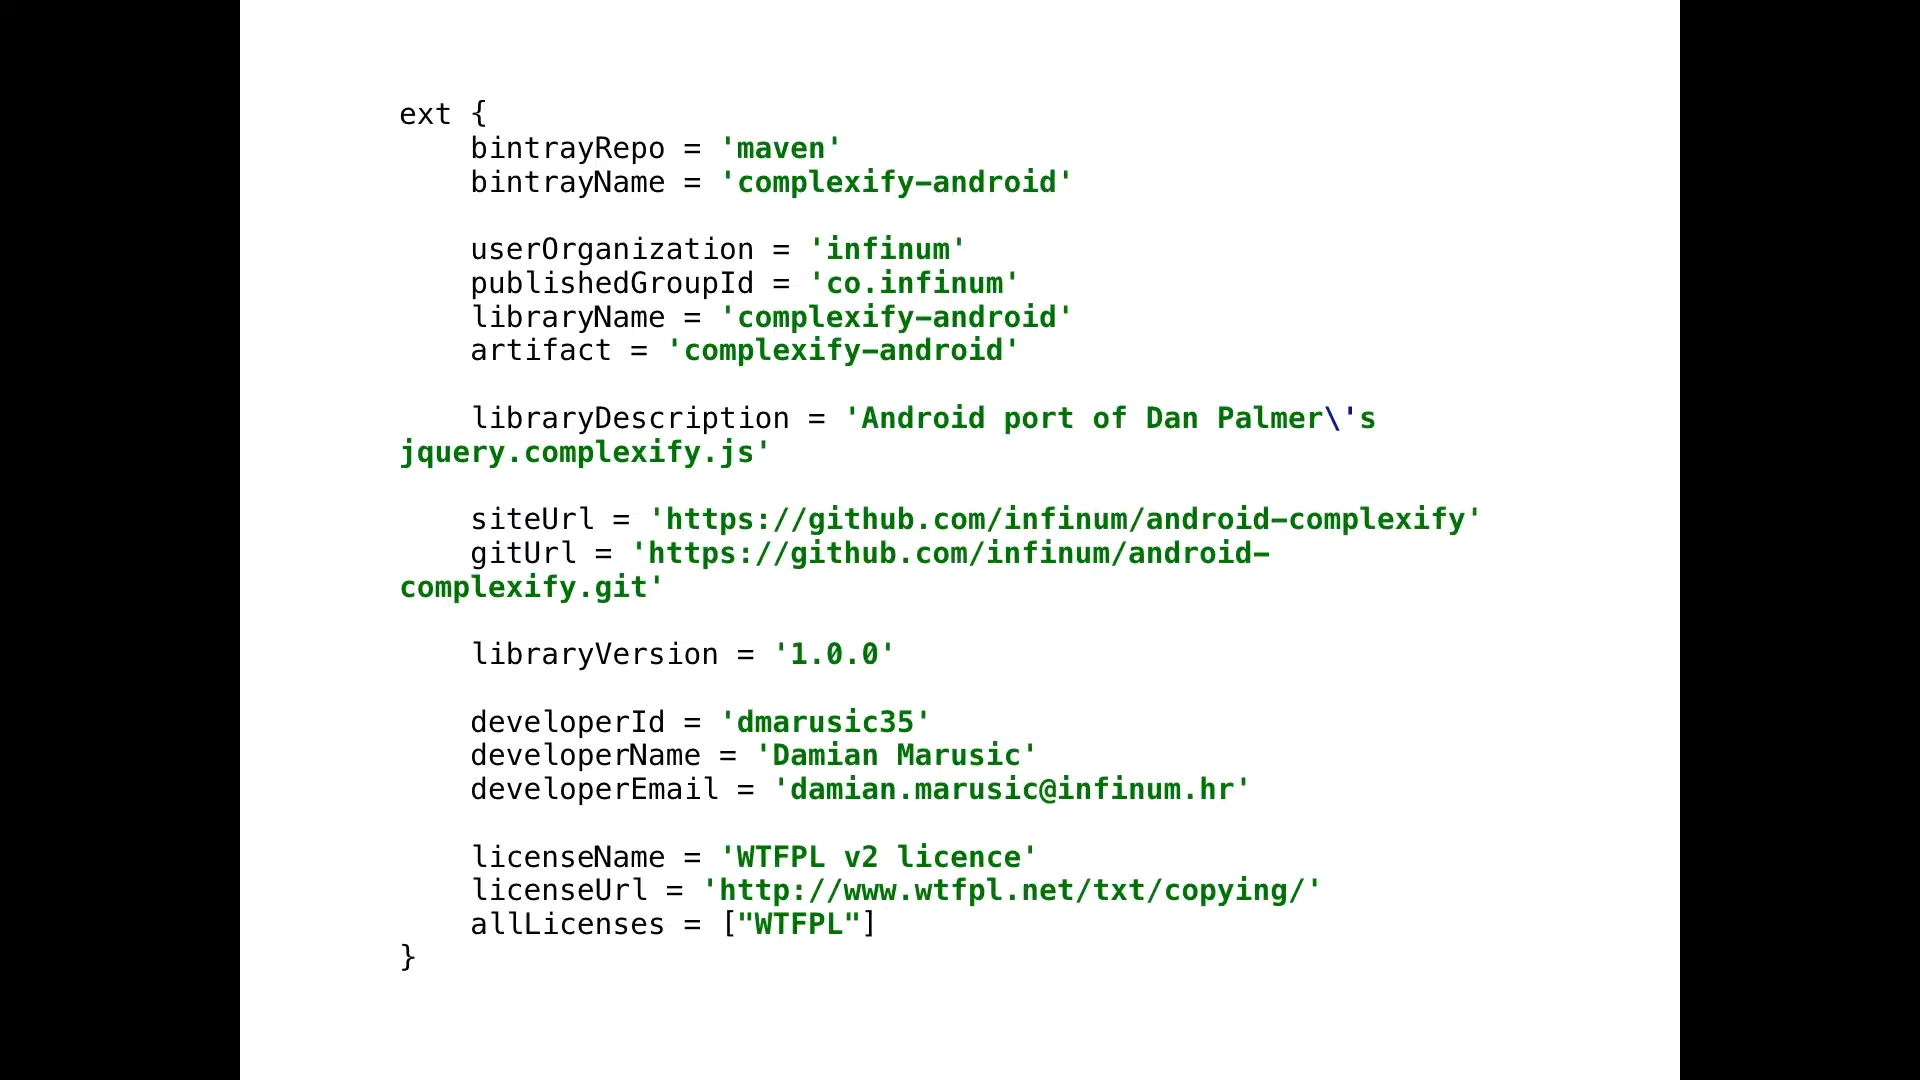 ext {
    bintrayRepo = 'maven'
    bintrayName = 'complexify-android'

    userOrganization = 'infinum'
    publishedGroupId = 'co.infinum'
    libraryName = 'complexify-android'
    artifact = 'complexify-android'

    libraryDescription = 'Android port of Dan Palmer\'s
jquery.complexify.js'

    siteUrl = 'https://github.com/infinum/android-complexify'
    gitUrl = 'https://github.com/infinum/android-
complexify.git'

    libraryVersion = '1.0.0'

    developerId = 'dmarusic35'
    developerName = 'Damian Marusic'
    developerEmail = 'damian.marusic@infinum.hr'

    licenseName = 'WTFPL v2 licence'
    licenseUrl = 'http://www.wtfpl.net/txt/copying/'
    allLicenses = ["WTFPL"]
}